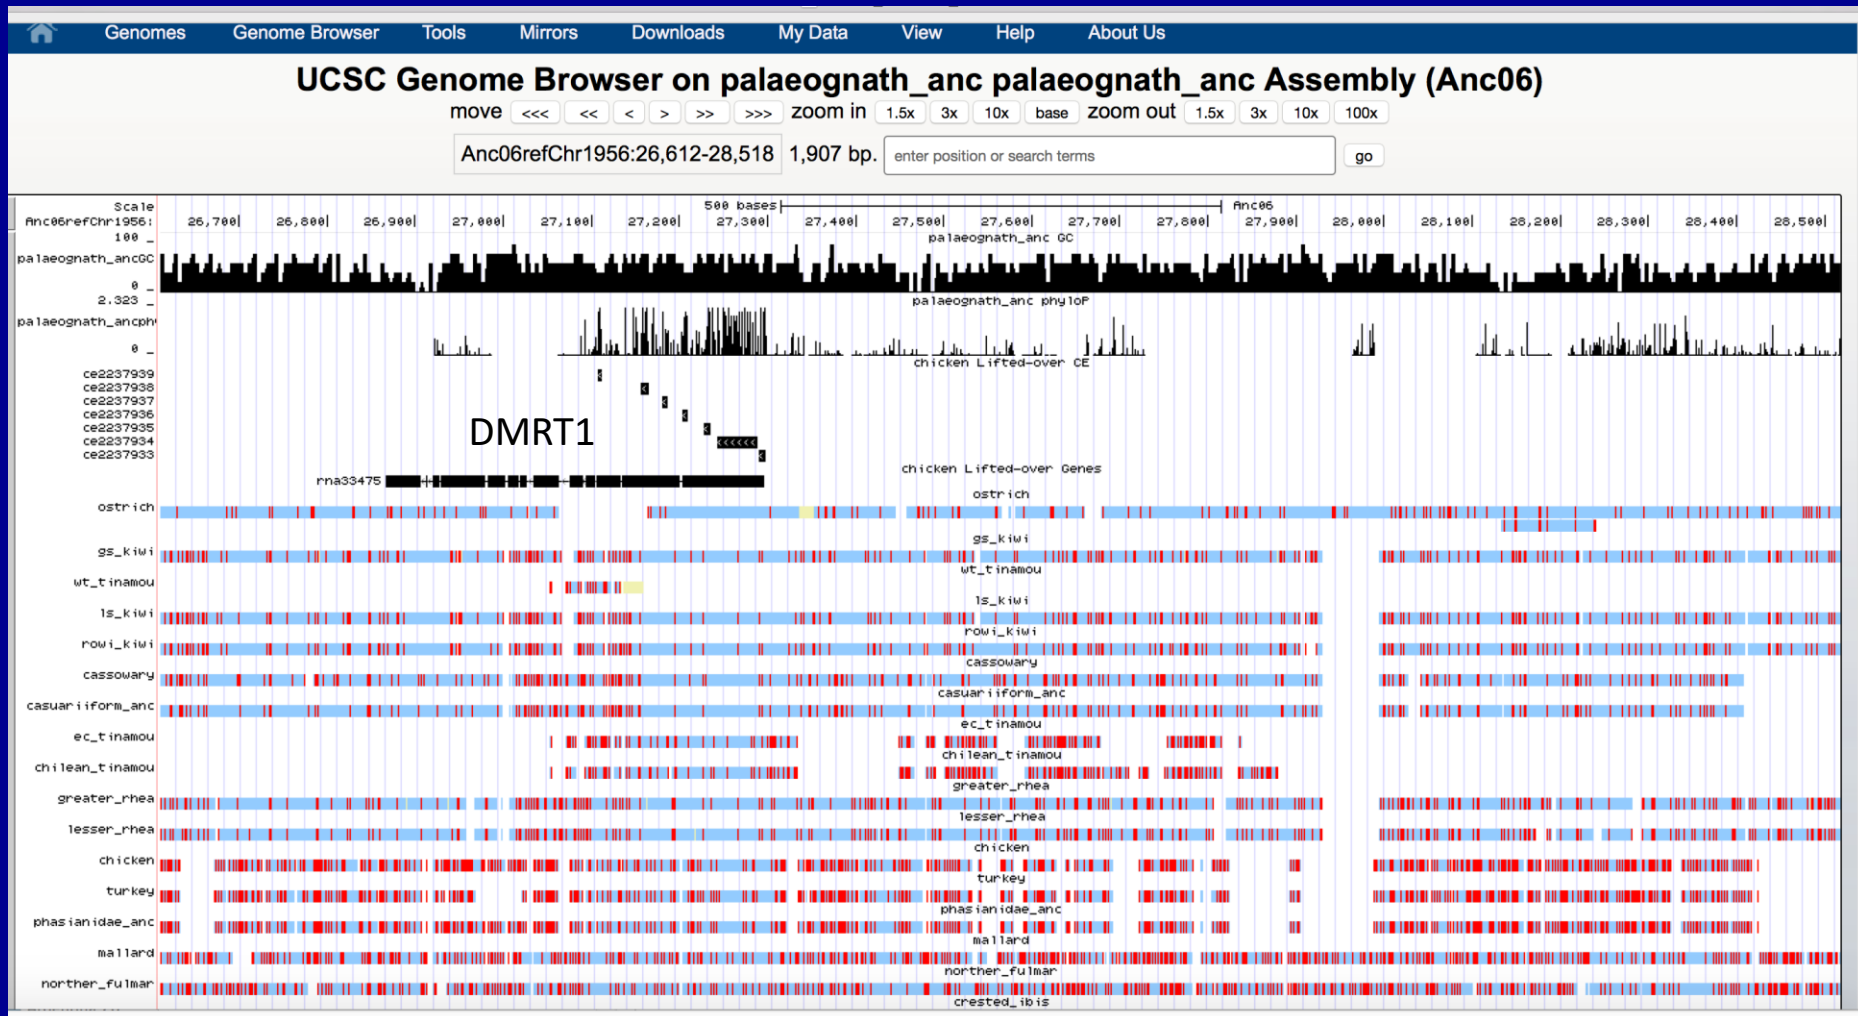 Genomes Genome Browser Tools Mirrors Downloads My Data View Help About Us
UCSC Genome Browser on palaeognath_anc palaeognath_anc Assembly (Anc06)
move <<< << < > >> >>> zoom in 1.5x 3x 10x base zoom out 1.5x 3x 10x 100x
Anc06refChr1956:26,612-28,518 1,907 bp. enter position or search terms go
Scale 500 bases Anc06
Anc06refChr1956: 26,700| 26,800| 26,900| 27,000| 27,100| 27,200| 27,300| 27,400| 27,500| 27,600| 27,700| 27,800| 27,900| 28,000| 28,100| 28,200| 28,300| 28,400| 28,500|
palaeognath_anc GC
100 _
palaeognath_ancGC
0 _
palaeognath_anc phyloP
2.323 _
palaeognath_ancph
0 _
chicken Lifted-over CE
ce2237939
ce2237938
ce2237937
ce2237936
ce2237935
ce2237934
ce2237933
DMRT1
chicken Lifted-over Genes
rna33475
ostrich
ostrich
gs_kiwi
gs_kiwi
wt_tinamou
wt_tinamou
ls_kiwi
ls_kiwi
rowi_kiwi
rowi_kiwi
cassowary
cassowary
casuariiform_anc
casuariiform_anc
ec_tinamou
ec_tinamou
chilean_tinamou
chilean_tinamou
greater_rhea
greater_rhea
lesser_rhea
lesser_rhea
chicken
chicken
turkey
turkey
phasianidae_anc
phasianidae_anc
mallard
mallard
norther_fulmar
norther_fulmar
crested_ibis